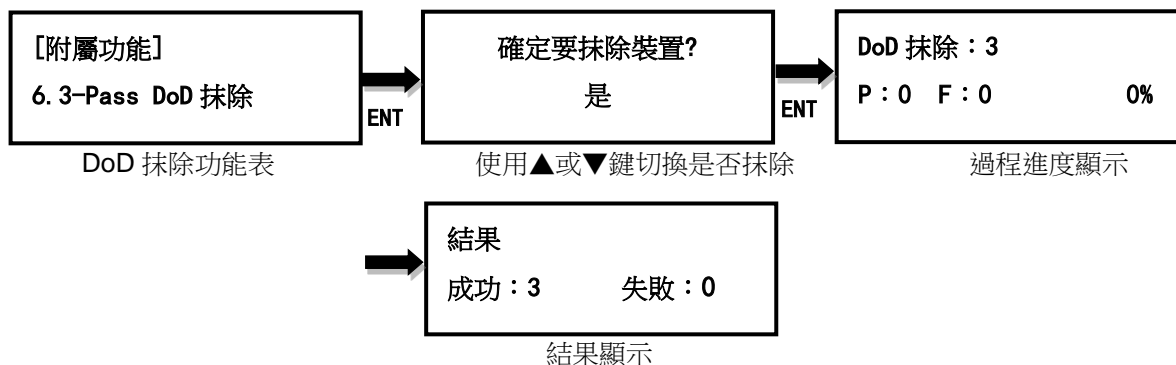 [附屬功能]
6.3-Pass DoD 抹除
ENT
DoD 抹除功能表
確定要抹除裝置?
是
ENT
使用▲或▼鍵切換是否抹除
DoD 抹除：3
P：0 F：0 0%
過程進度顯示
結果
成功：3 失敗：0
結果顯示